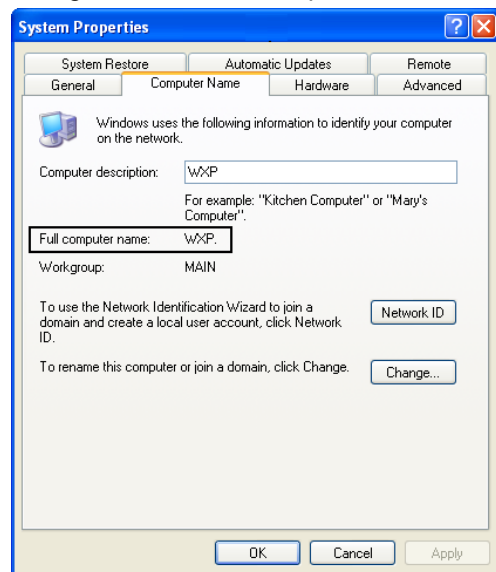 System Properties
System Restore Automatic Updates Remote
General Computer Name Hardware Advanced
Windows uses the following information to identify your computer
on the network.
Computer description: WXP
For example: "Kitchen Computer" or "Mary's
Computer".
Full computer name: WXP.
Workgroup: MAIN
To use the Network Identification Wizard to join a
domain and create a local user account, click Network
ID.
Network ID
To rename this computer or join a domain, click Change.
Change...
OK Cancel Apply